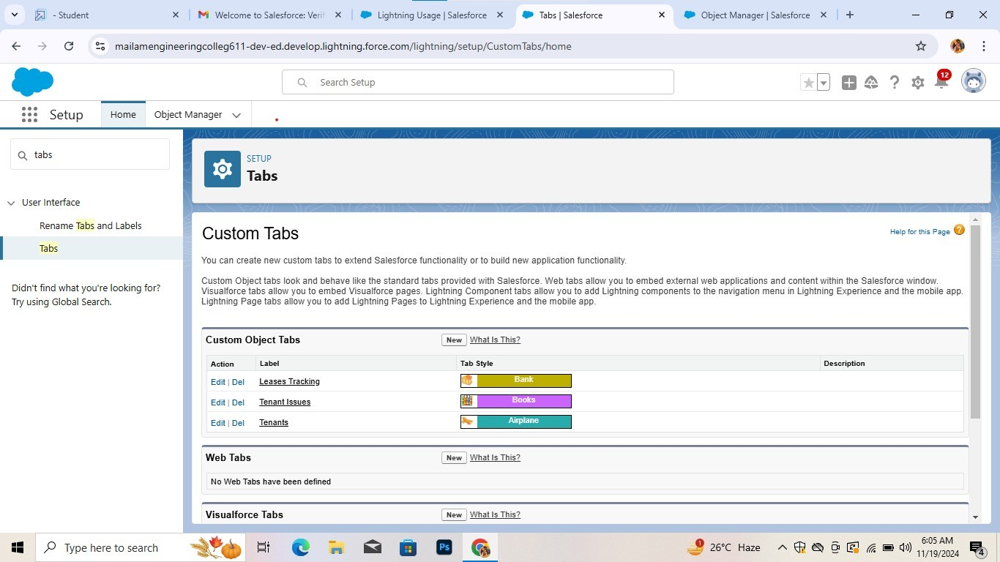 - Student
Welcome to Salesforce: Verif
Lightning Usage | Salesforce
Tabs | Salesforce
Object Manager | Salesforce
mailamengineeringcolleg611-dev-ed.develop.lightning.force.com/lightning/setup/CustomTabs/home
Search Setup
12
Setup
Home
Object Manager
tabs
User Interface
Rename Tabs and Labels
Tabs
Didn't find what you're looking for?
Try using Global Search.
SETUP
Tabs
Custom Tabs
Help for this Page ?
You can create new custom tabs to extend Salesforce functionality or to build new application functionality.
Custom Object tabs look and behave like the standard tabs provided with Salesforce. Web tabs allow you to embed external web applications and content within the Salesforce window.
Visualforce tabs allow you to embed Visualforce pages. Lightning Component tabs allow you to add Lightning components to the navigation menu in Lightning Experience and the mobile app.
Lightning Page tabs allow you to add Lightning Pages to Lightning Experience and the mobile app.
Custom Object Tabs New What Is This?
Action Label Tab Style Description
Edit | Del Leases Tracking Bank
Edit | Del Tenant Issues Books
Edit | Del Tenants Airplane
Web Tabs New What Is This?
No Web Tabs have been defined
Visualforce Tabs New What Is This?
Type here to search
Ps
1
26°C Haze
6:05 AM
11/19/2024
4